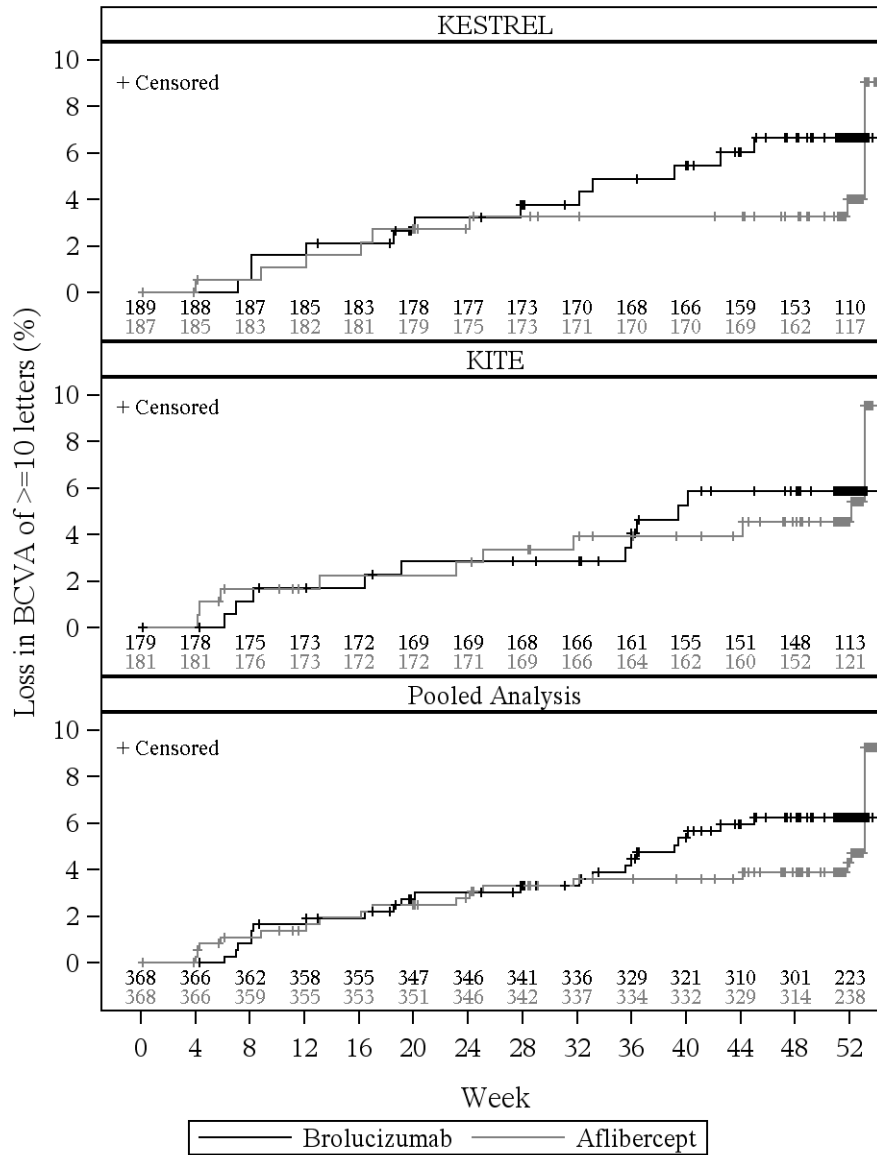 KESTREL
10
+ Censored
8
6
4
2
0
189 188 187 185 183 178 177 173 170 168 166 159 153 110
187 185 183 182 181 179 175 173 171 170 170 169 162 117
KITE
10
+ Censored
8
6
4
2
0
179 178 175 173 172 169 169 168 166 161 155 151 148 113
181 181 176 173 172 172 171 169 166 164 162 160 152 121
Pooled Analysis
10
+ Censored
8
6
4
2
0
368 366 362 358 355 347 346 341 336 329 321 310 301 223
368 366 359 355 353 351 346 342 337 334 332 329 314 238
0 4 8 12 16 20 24 28 32 36 40 44 48 52
Loss in BCVA of >=10 letters (%)
Week
Brolucizumab Aflibercept